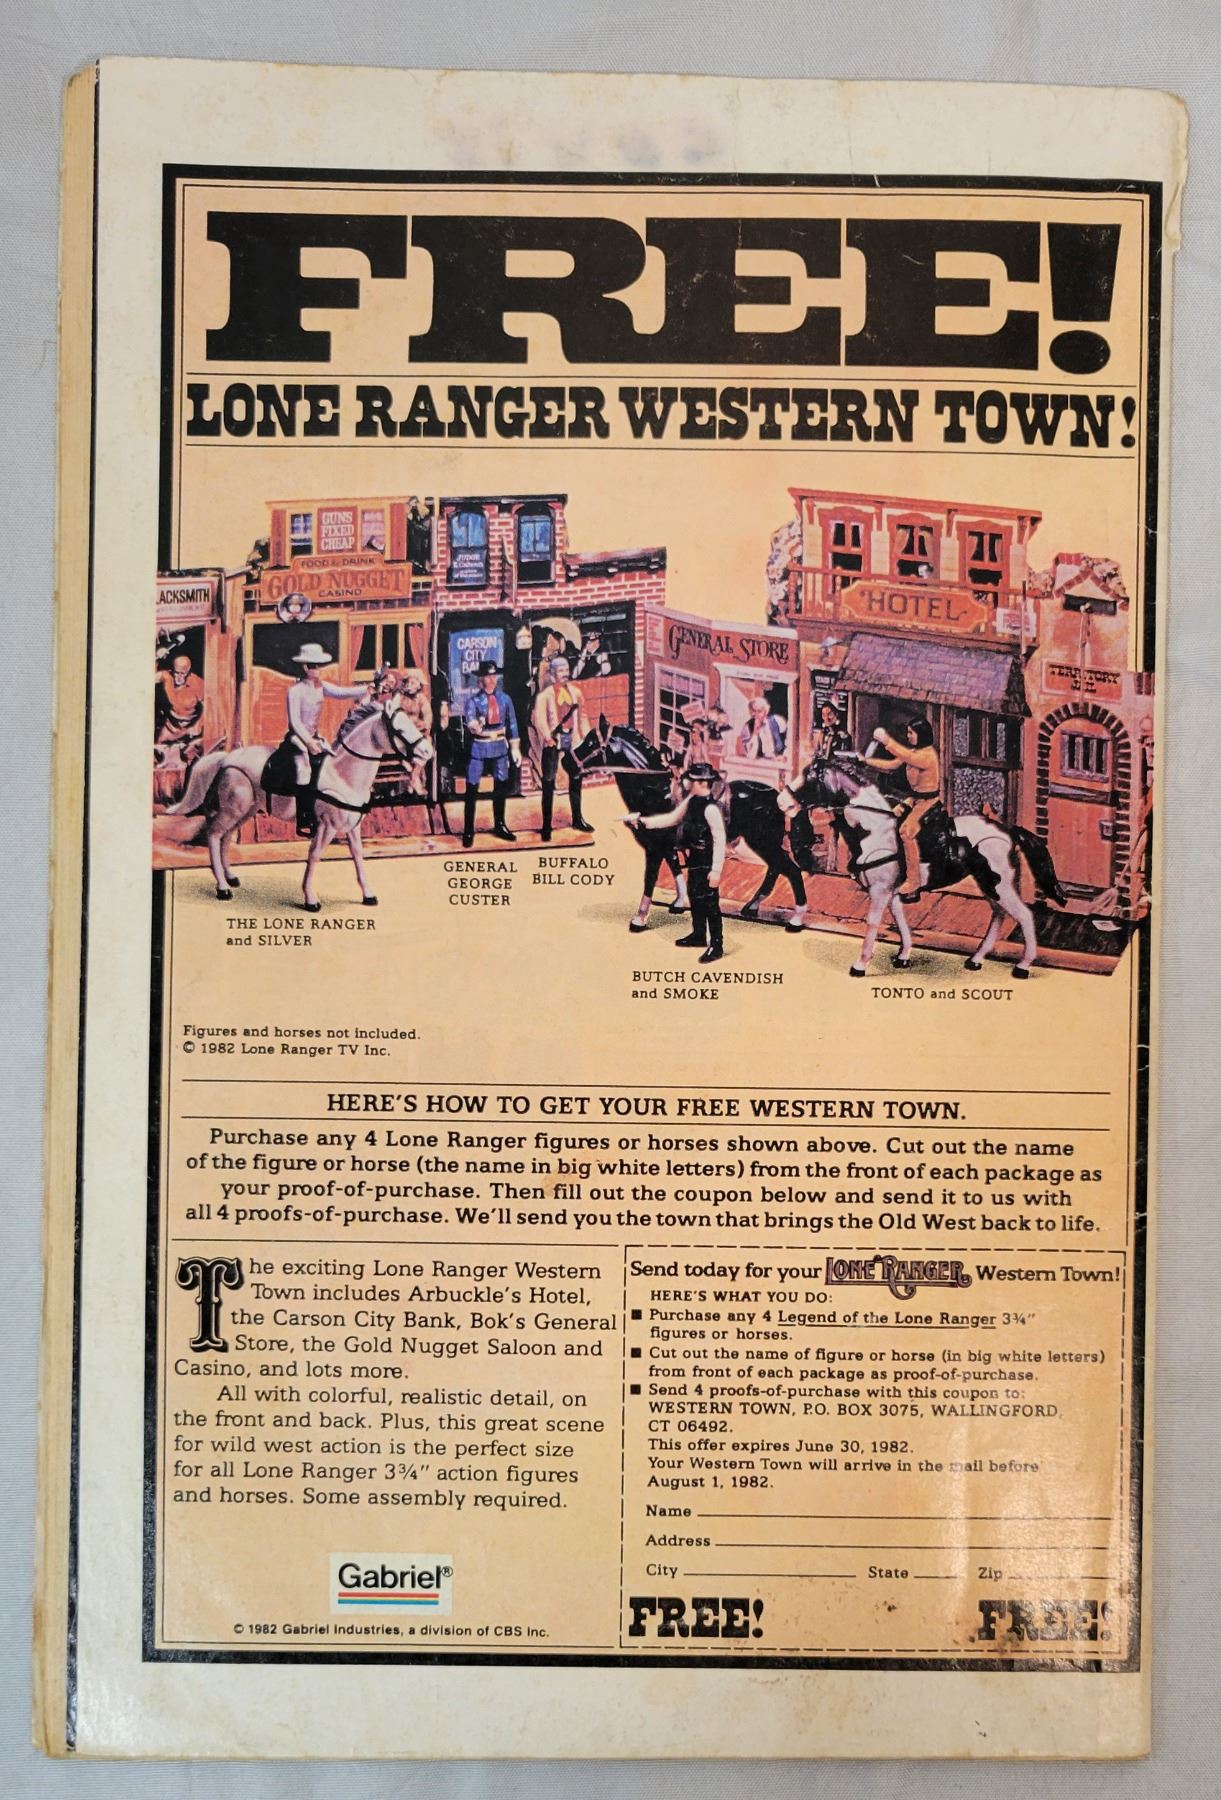 FREE!
LONE RANGER WESTERN TOWN!
GUNS
FIXED
CHEAP
FOOD & DRINK
GOLD NUGGET
CASINO
JUDGE
LACKSMITH
CARSON
CITY
BA
GENERAL STORE
HOTEL
TERRITORY
JAIL
GENERAL
GEORGE
CUSTER
BUFFALO
BILL CODY
THE LONE RANGER
and SILVER
BUTCH CAVENDISH
and SMOKE
TONTO and SCOUT
Figures and horses not included.
© 1982 Lone Ranger TV Inc.
HERE'S HOW TO GET YOUR FREE WESTERN TOWN.
Purchase any 4 Lone Ranger figures or horses shown above. Cut out the name
of the figure or horse (the name in big white letters) from the front of each package as
your proof-of-purchase. Then fill out the coupon below and send it to us with
all 4 proofs-of-purchase. We'll send you the town that brings the Old West back to life.
The exciting Lone Ranger Western
Town includes Arbuckle's Hotel,
the Carson City Bank, Bok's General
Store, the Gold Nugget Saloon and
Casino, and lots more.
All with colorful, realistic detail, on
the front and back. Plus, this great scene
for wild west action is the perfect size
for all Lone Ranger 3¾" action figures
and horses. Some assembly required.
Gabriel®
© 1982 Gabriel Industries, a division of CBS Inc.
Send today for your LONE RANGER Western Town!
HERE'S WHAT YOU DO:
■ Purchase any 4 Legend of the Lone Ranger 3¾"
figures or horses.
■ Cut out the name of figure or horse (in big white letters)
from front of each package as proof-of-purchase.
■ Send 4 proofs-of-purchase with this coupon to:
WESTERN TOWN, P.O. BOX 3075, WALLINGFORD,
CT 06492.
This offer expires June 30, 1982.
Your Western Town will arrive in the mail before
August 1, 1982.
Name
Address
City State Zip
FREE! FREE!